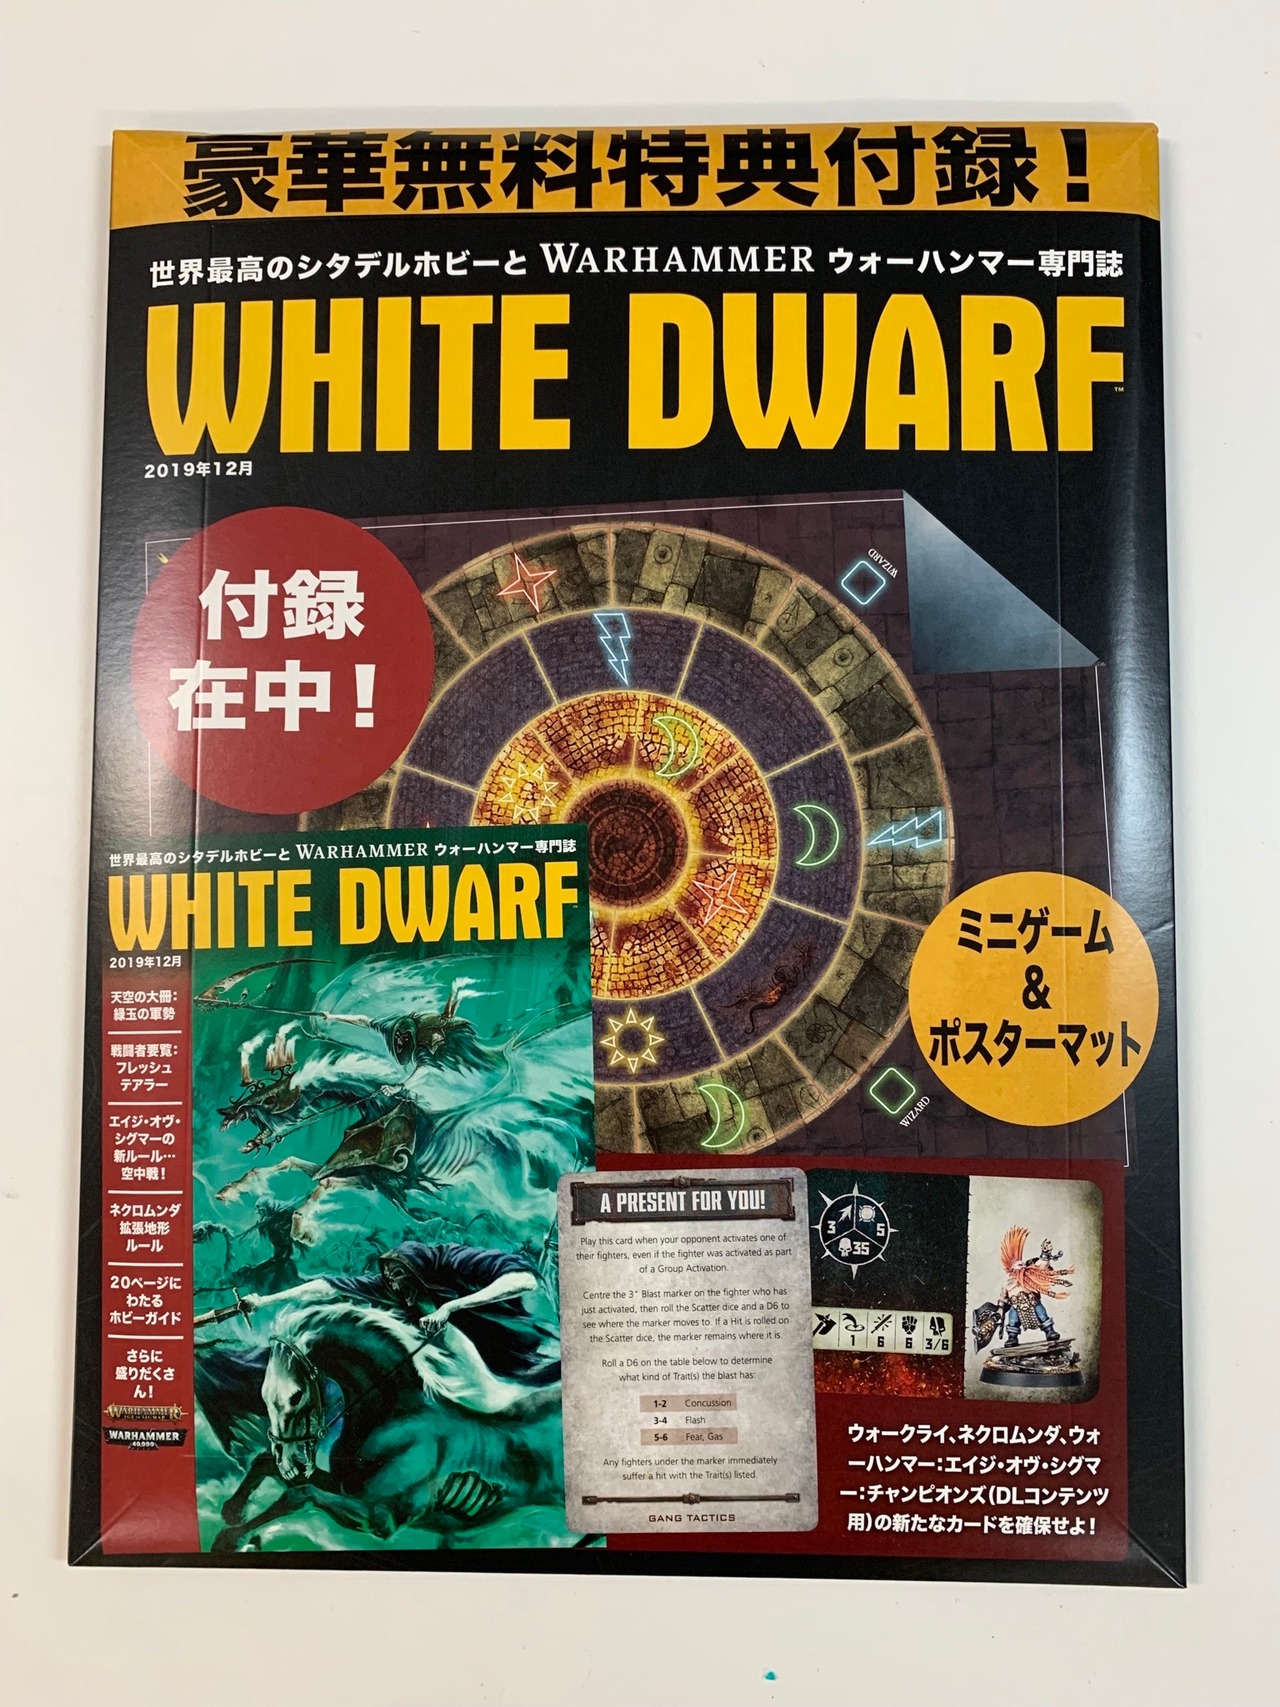 豪華無料特典付録！
世界最高のシタデルホビーと WARHAMMER ウォーハンマー専門誌
WHITE DWARF
TM
2019年12月
付録
在中！
WIZARD
ミニゲーム
&
ポスターマット
WIZARD
世界最高のシタデルホビーと WARHAMMER ウォーハンマー専門誌
WHITE DWARF
2019年12月
天空の大冊：
緑玉の軍勢
戦闘者要覧：
フレッシュ
テアラー
エイジ・オヴ・
シグマーの
新ルール…
空中戦！
ネクロムンダ
拡張地形
ルール
20ページに
わたる
ホビーガイド
さらに
盛りだくさ
ん！
WARHAMMER
AGE OF SIGMAR
WARHAMMER
40,000
A PRESENT FOR YOU!
Play this card when your opponent activates one of
their fighters, even if the fighter was activated as part
of a Group Activation.
Centre the 3" Blast marker on the fighter who has
just activated, then roll the Scatter dice and a D6 to
see where the marker moves to. If a Hit is rolled on
the Scatter dice, the marker remains where it is.
Roll a D6 on the table below to determine
what kind of Trait(s) the blast has:
1-2 Concussion
3-4 Flash
5-6 Fear, Gas
Any fighters under the marker immediately
suffer a hit with the Trait(s) listed.
GANG TACTICS
3 5
35
1 6 6 3/6
ウォークライ、ネクロムンダ、ウォ
ーハンマー：エイジ・オヴ・シグマ
ー：チャンピオンズ（DLコンテンツ
用）の新たなカードを確保せよ！